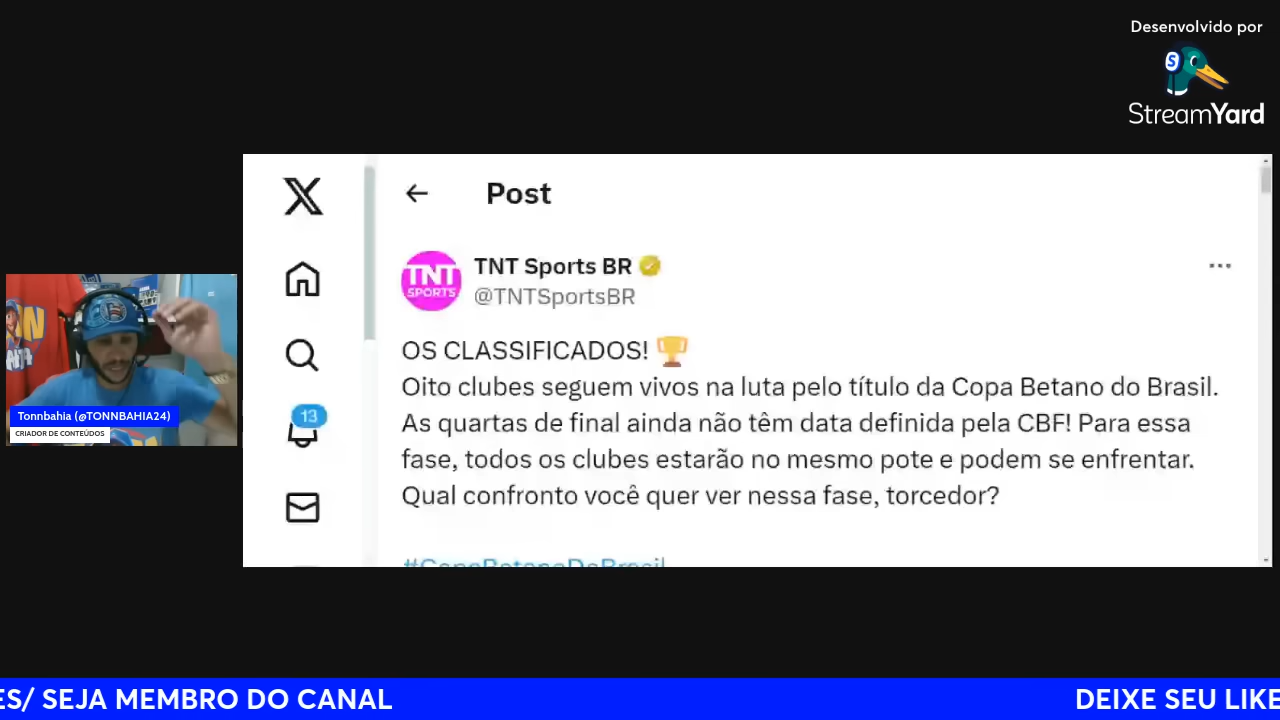 Desenvolvido por
StreamYard
Post
TNT
SPORTS
TNT Sports BR
@TNTSportsBR
OS CLASSIFICADOS!
Oito clubes seguem vivos na luta pelo título da Copa Betano do Brasil.
As quartas de final ainda não têm data definida pela CBF! Para essa
fase, todos os clubes estarão no mesmo pote e podem se enfrentar.
Qual confronto você quer ver nessa fase, torcedor?
#CopaBetanoDoBrasil
13
Tonnbahia (@TONNBAHIA24)
CRIADOR DE CONTEÚDOS
ES/ SEJA MEMBRO DO CANAL
DEIXE SEU LIKE